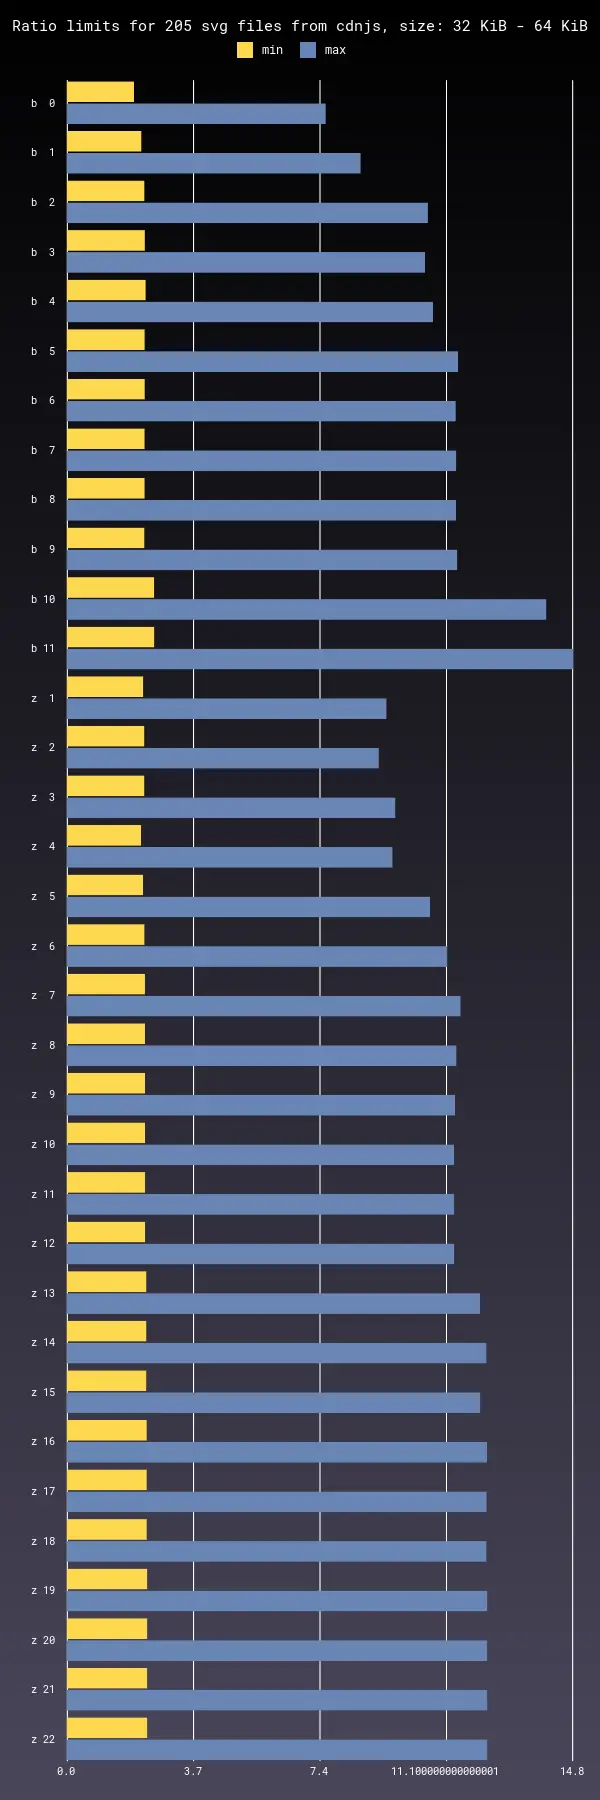 Ratio limits for 205 svg files from cdnjs, size: 32 KiB - 64 KiB
min max
b 0
b 1
b 2
b 3
b 4
b 5
b 6
b 7
b 8
b 9
b 10
b 11
z 1
z 2
z 3
z 4
z 5
z 6
z 7
z 8
z 9
z 10
z 11
z 12
z 13
z 14
z 15
z 16
z 17
z 18
z 19
z 20
z 21
z 22
0.0 3.7 7.4 11.100000000000001 14.8